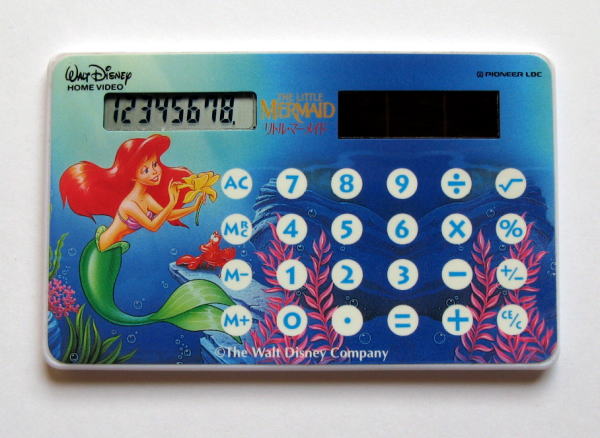 WALT DISNEY
HOME VIDEO
PIONEER LDC
12345678.
THE LITTLE
MERMAID
リトル・マーメイド
AC 7 8 9 ÷ √
MRC 4 5 6 X %
M- 1 2 3 - +/-
M+ 0 · = + CE/C
©The Walt Disney Company